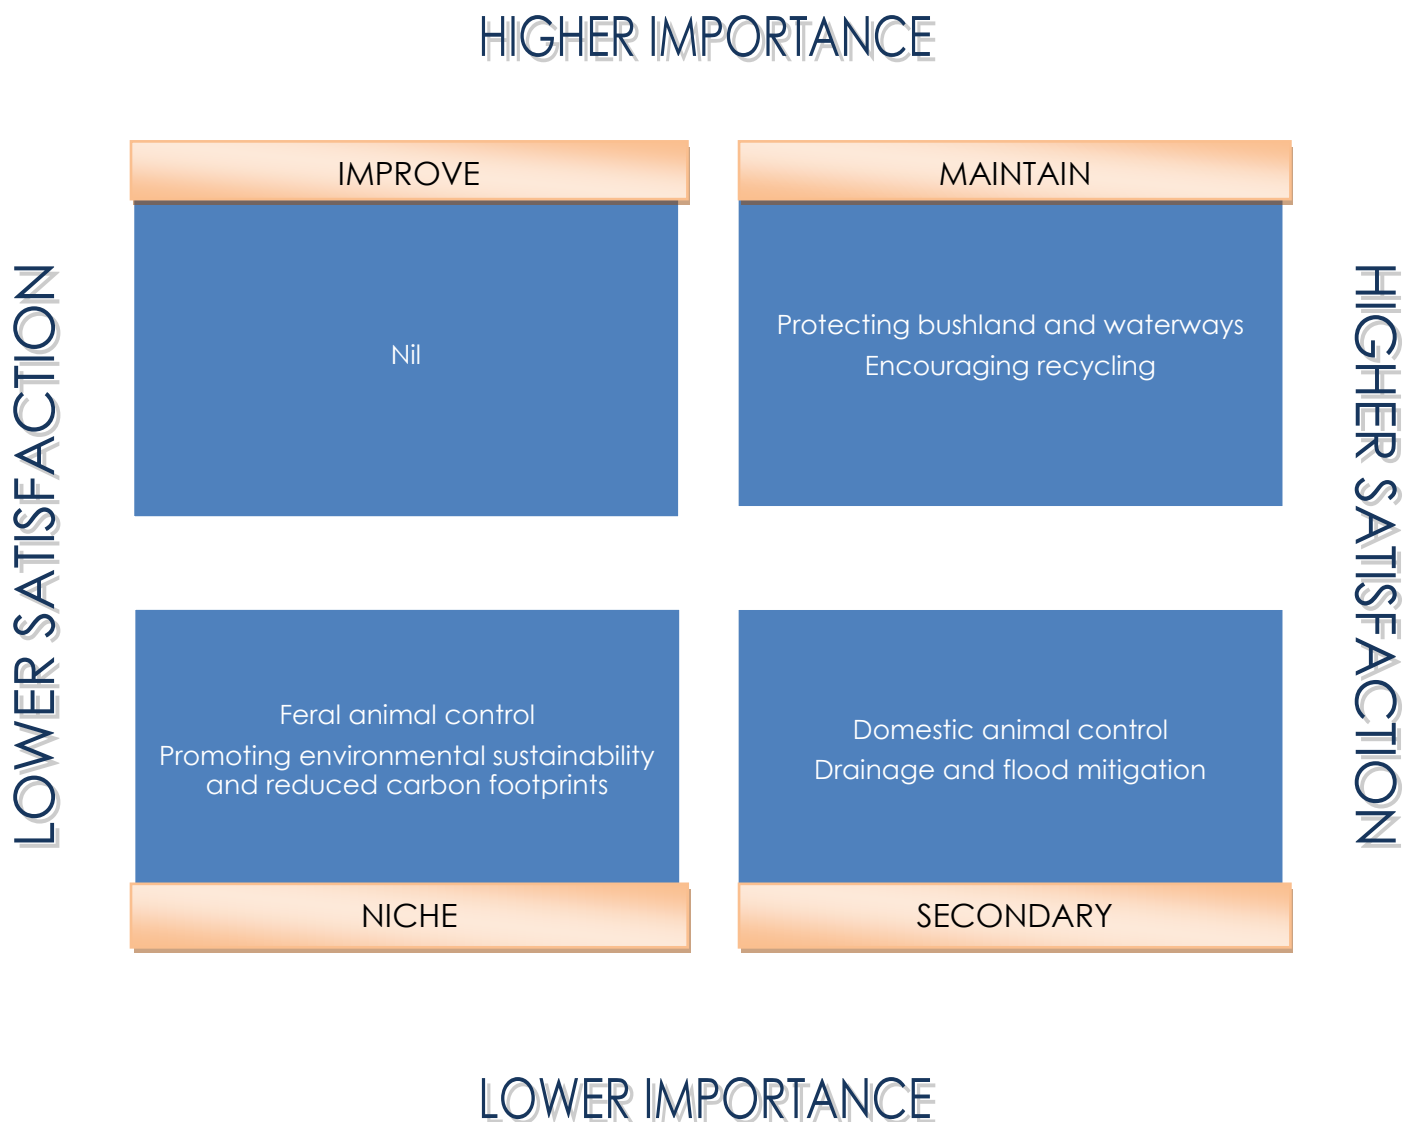 HIGHER IMPORTANCE
IMPROVE
MAINTAIN
LOWER SATISFACTION
Nil
Protecting bushland and waterways
Encouraging recycling
HIGHER SATISFACTION
Feral animal control
Promoting environmental sustainability
and reduced carbon footprints
Domestic animal control
Drainage and flood mitigation
NICHE
SECONDARY
LOWER IMPORTANCE